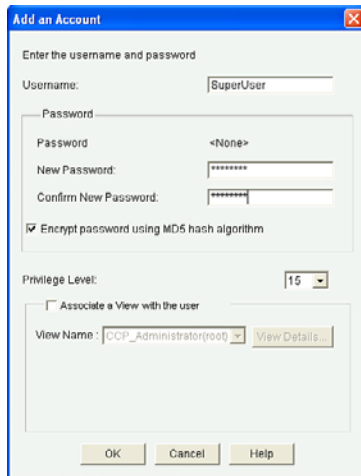 Add an Account
Enter the username and password
Username: SuperUser
Password
Password <None>
New Password: ********
Confirm New Password: ********
Encrypt password using MD5 hash algorithm
Privilege Level: 15
Associate a View with the user
View Name : CCP_Administrator(root) View Details...
OK Cancel Help